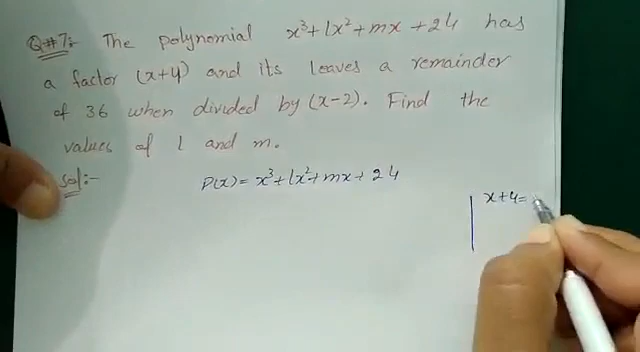 Q#7:- The polynomial x³+lx²+mx+24 has
a factor (x+4) and its leaves a remainder
of 36 when divided by (x-2). Find the
values of l and m.
Sol:- P(x)= x³+lx²+mx+24
x+4=